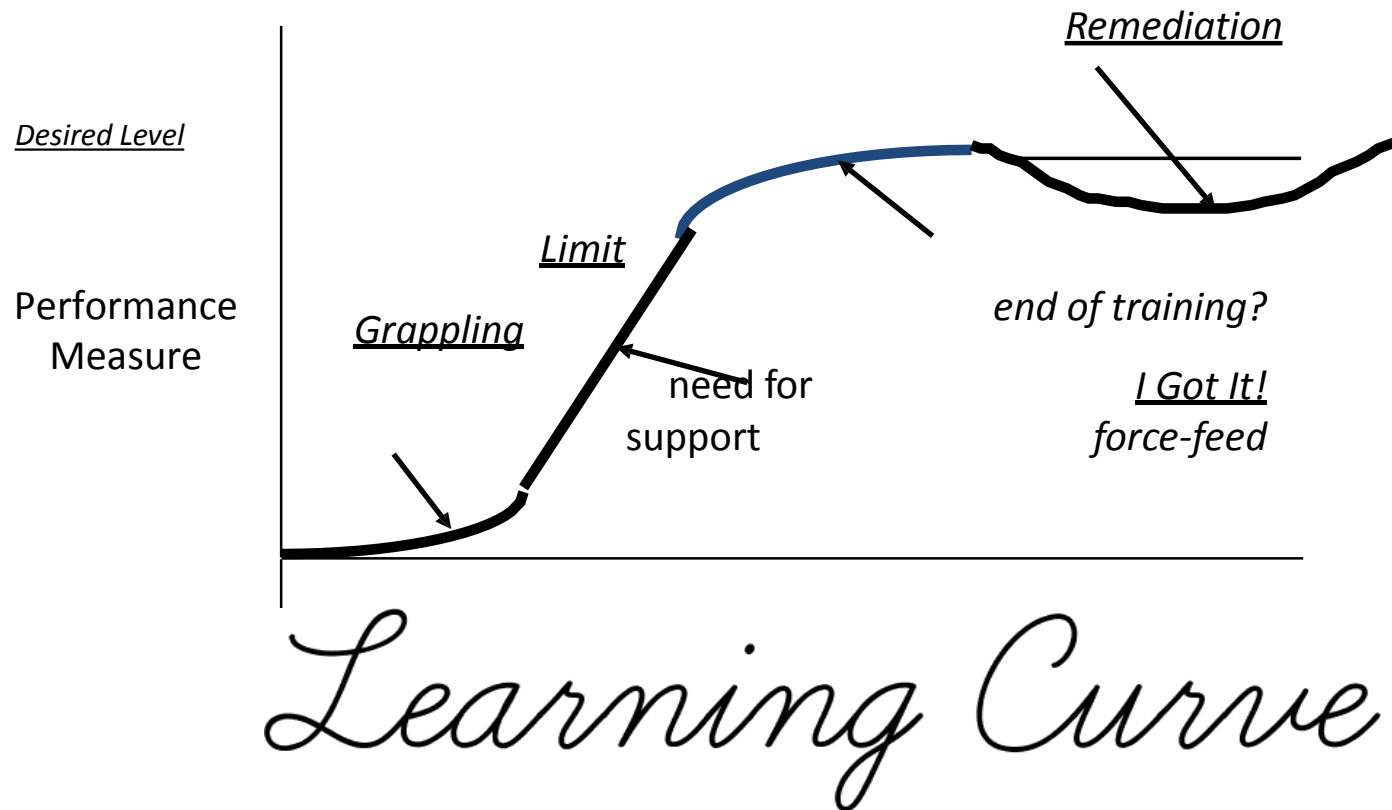 Remediation
Desired Level
Limit
Performance
Measure
Grappling
end of training?
need for
support
I Got It!
force-feed
Learning Curve